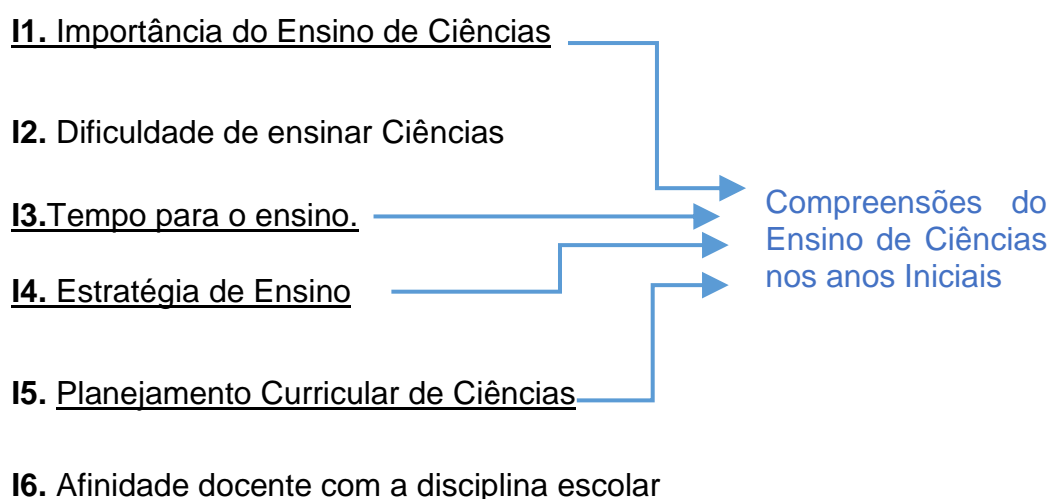 I1. Importância do Ensino de Ciências
I2. Dificuldade de ensinar Ciências
I3.Tempo para o ensino.
I4. Estratégia de Ensino
I5. Planejamento Curricular de Ciências
I6. Afinidade docente com a disciplina escolar
Compreensões do
Ensino de Ciências
nos anos Iniciais